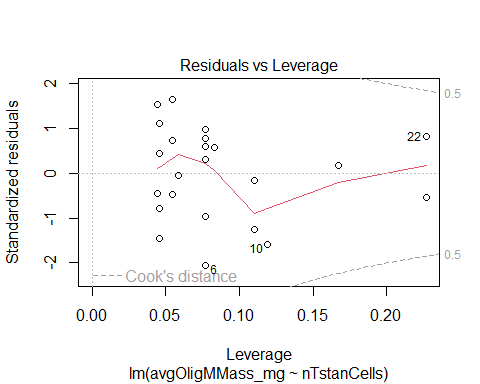 Residuals vs Leverage
Standardized residuals
2
1
0
-1
-2
0.5
22
10
6
0.5
Cook's distance
0.00 0.05 0.10 0.15 0.20
Leverage
lm(avgOligMMass_mg ~ nTstanCells)